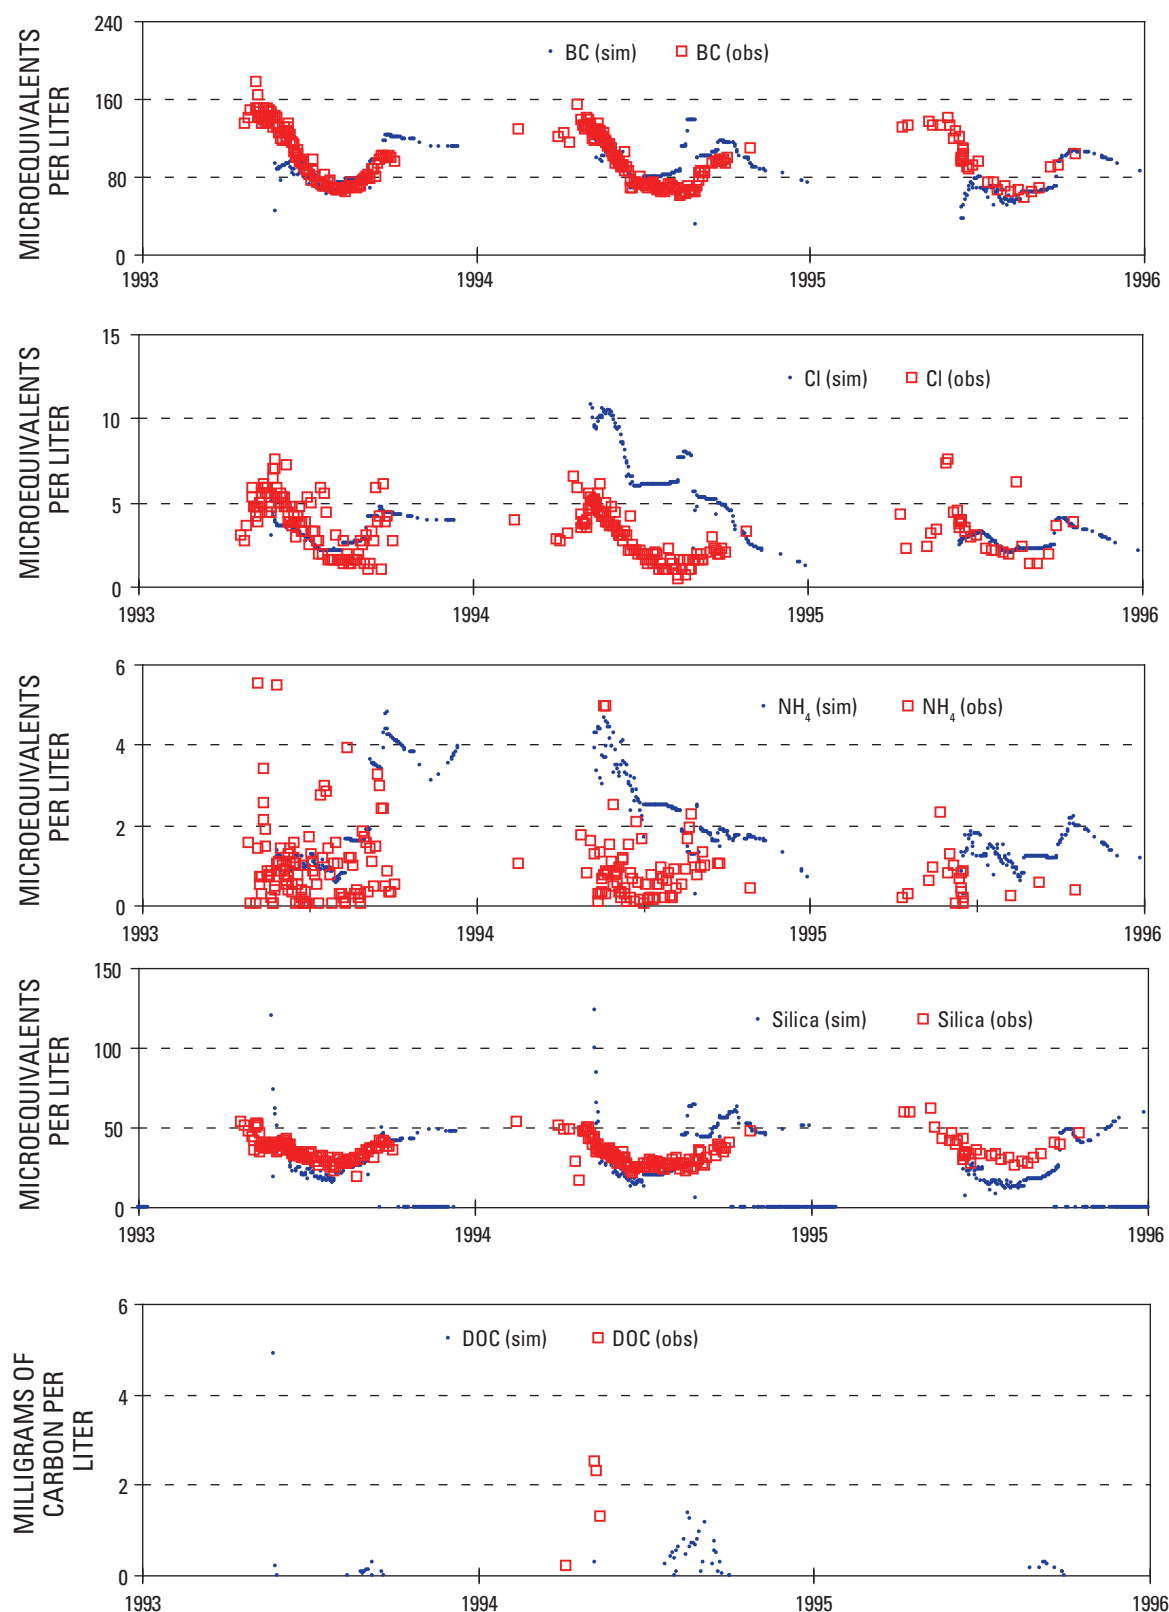 MICROEQUIVALENTS
PER LITER
240
160
80
0
BC (sim)
BC (obs)
1993
1994
1995
1996
MICROEQUIVALENTS
PER LITER
15
10
5
0
Cl (sim)
Cl (obs)
1993
1994
1995
1996
MICROEQUIVALENTS
PER LITER
6
4
2
0
NH4 (sim)
NH4 (obs)
1993
1994
1995
1996
MICROEQUIVALENTS
PER LITER
150
100
50
0
Silica (sim)
Silica (obs)
1993
1994
1995
1996
MILLIGRAMS OF
CARBON PER
LITER
6
4
2
0
DOC (sim)
DOC (obs)
1993
1994
1995
1996